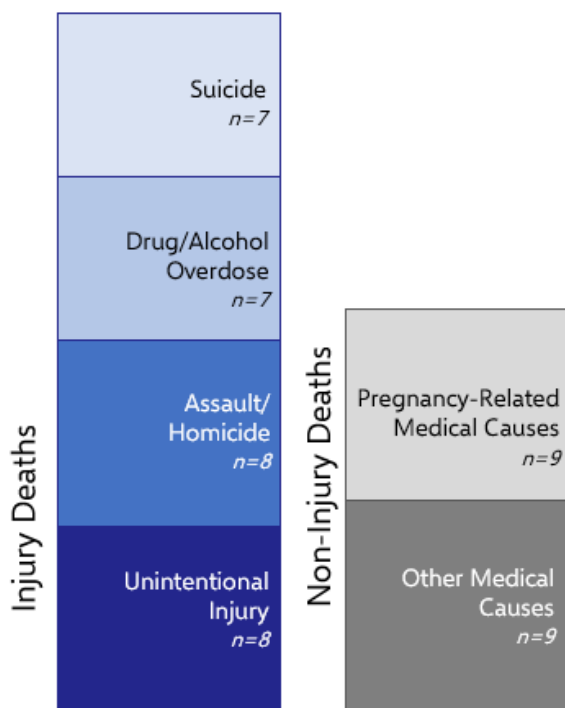 Injury Deaths
Suicide
n=7
Drug/Alcohol
Overdose
n=7
Assault/
Homicide
n=8
Unintentional
Injury
n=8
Non-Injury Deaths
Pregnancy-Related
Medical Causes
n=9
Other Medical
Causes
n=9